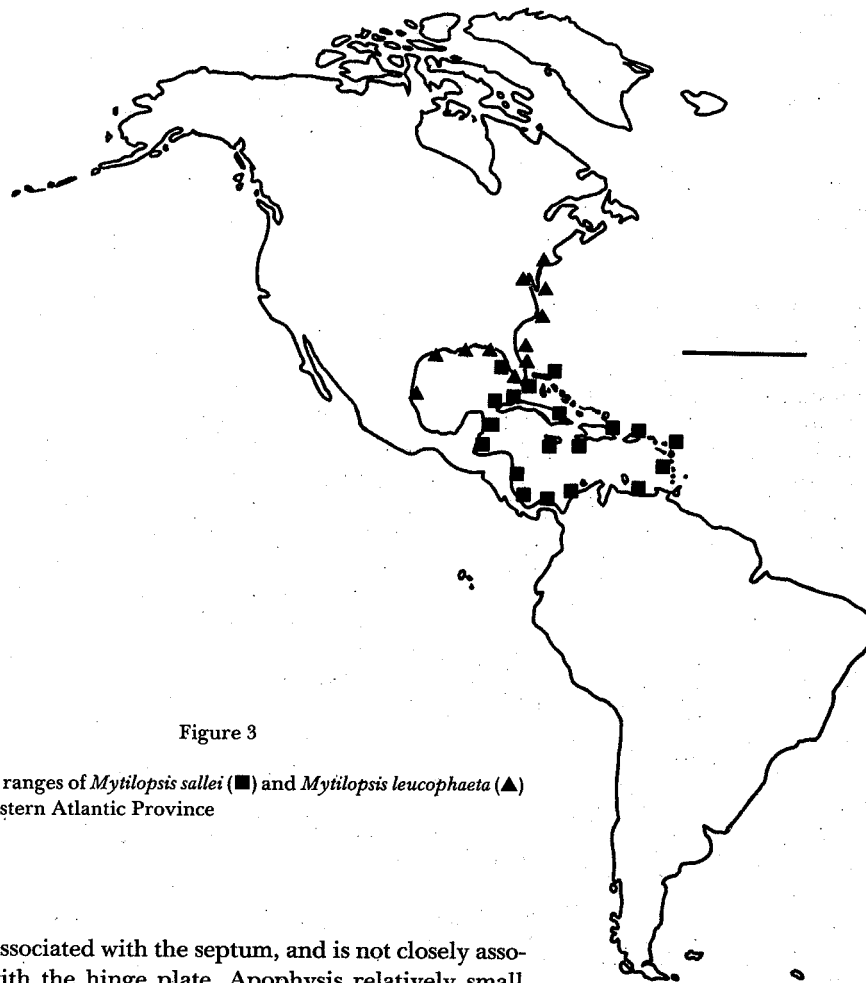 Figure 3
ranges of Mytilopsis sallei (■) and Mytilopsis leucophaeta (▲)
stern Atlantic Province
ssociated with the septum, and is not closely asso-
ith the hinge plate. Apophysis relatively small